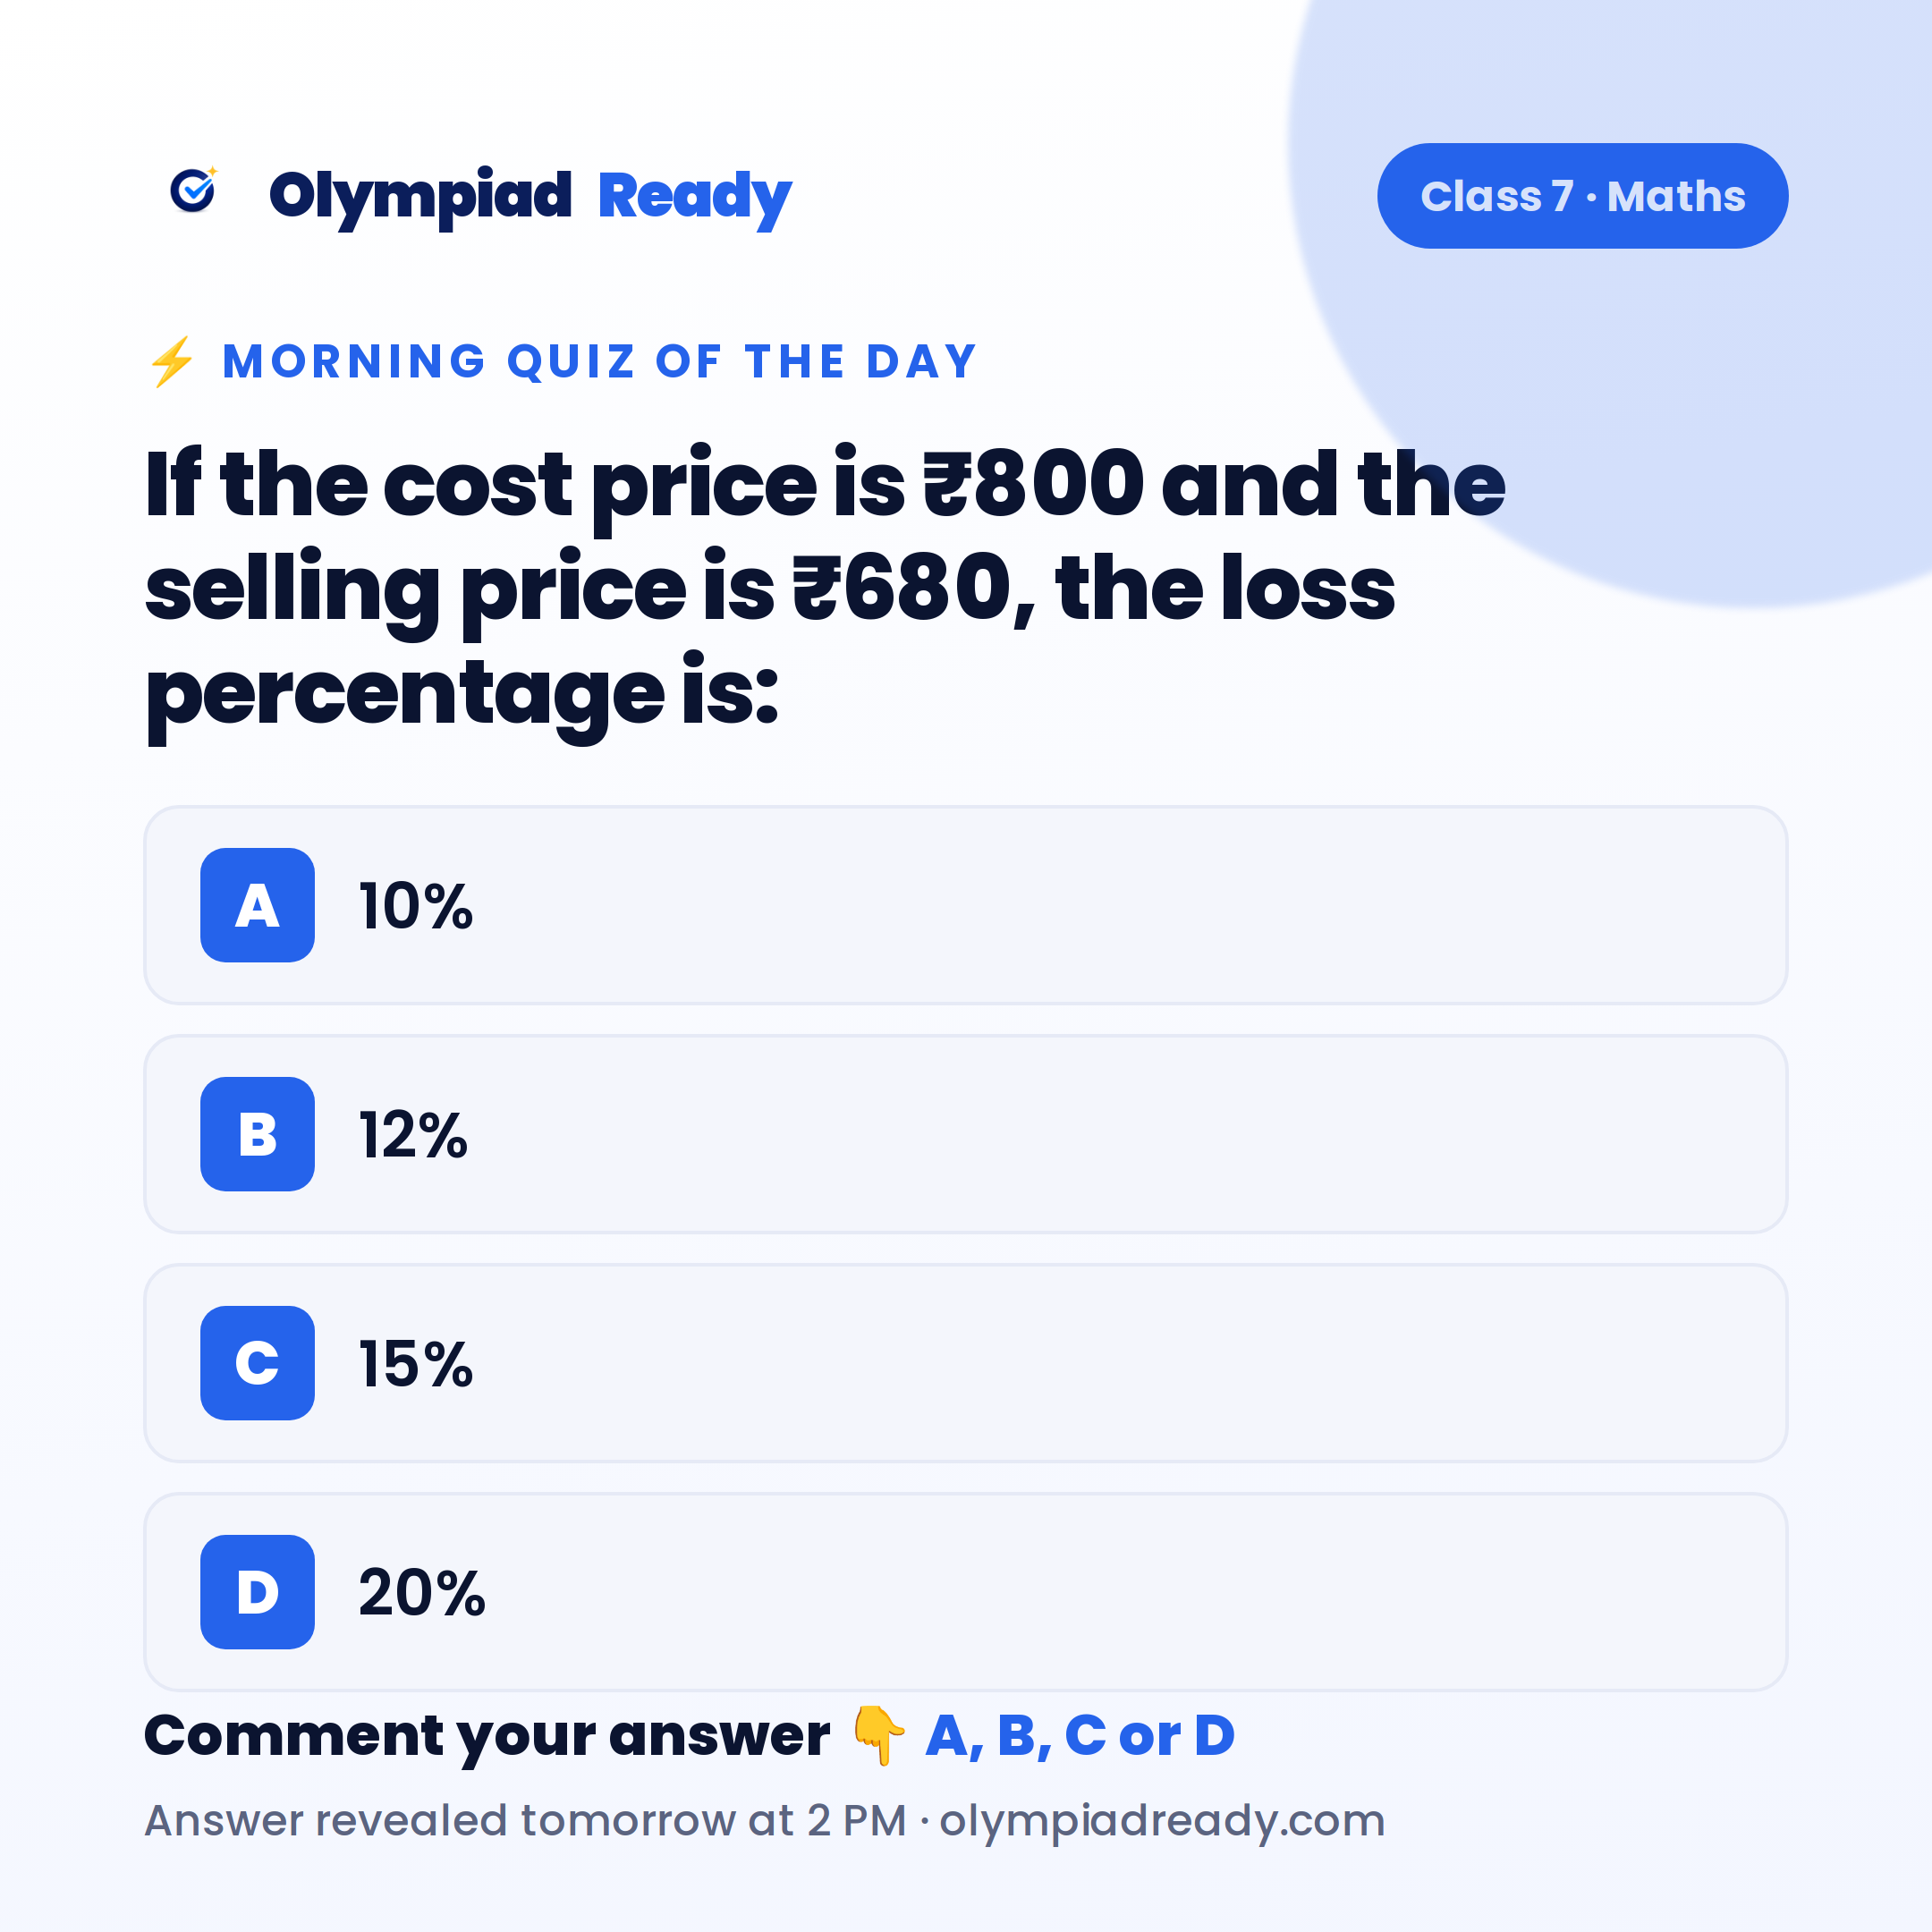 Olympiad Ready
Class 7 · Maths
⚡ MORNING QUIZ OF THE DAY
If the cost price is ₹800 and the
selling price is ₹680, the loss
percentage is:
A 10%
B 12%
C 15%
D 20%
Comment your answer 👇 A, B, C or D
Answer revealed tomorrow at 2 PM · olympiadready.com